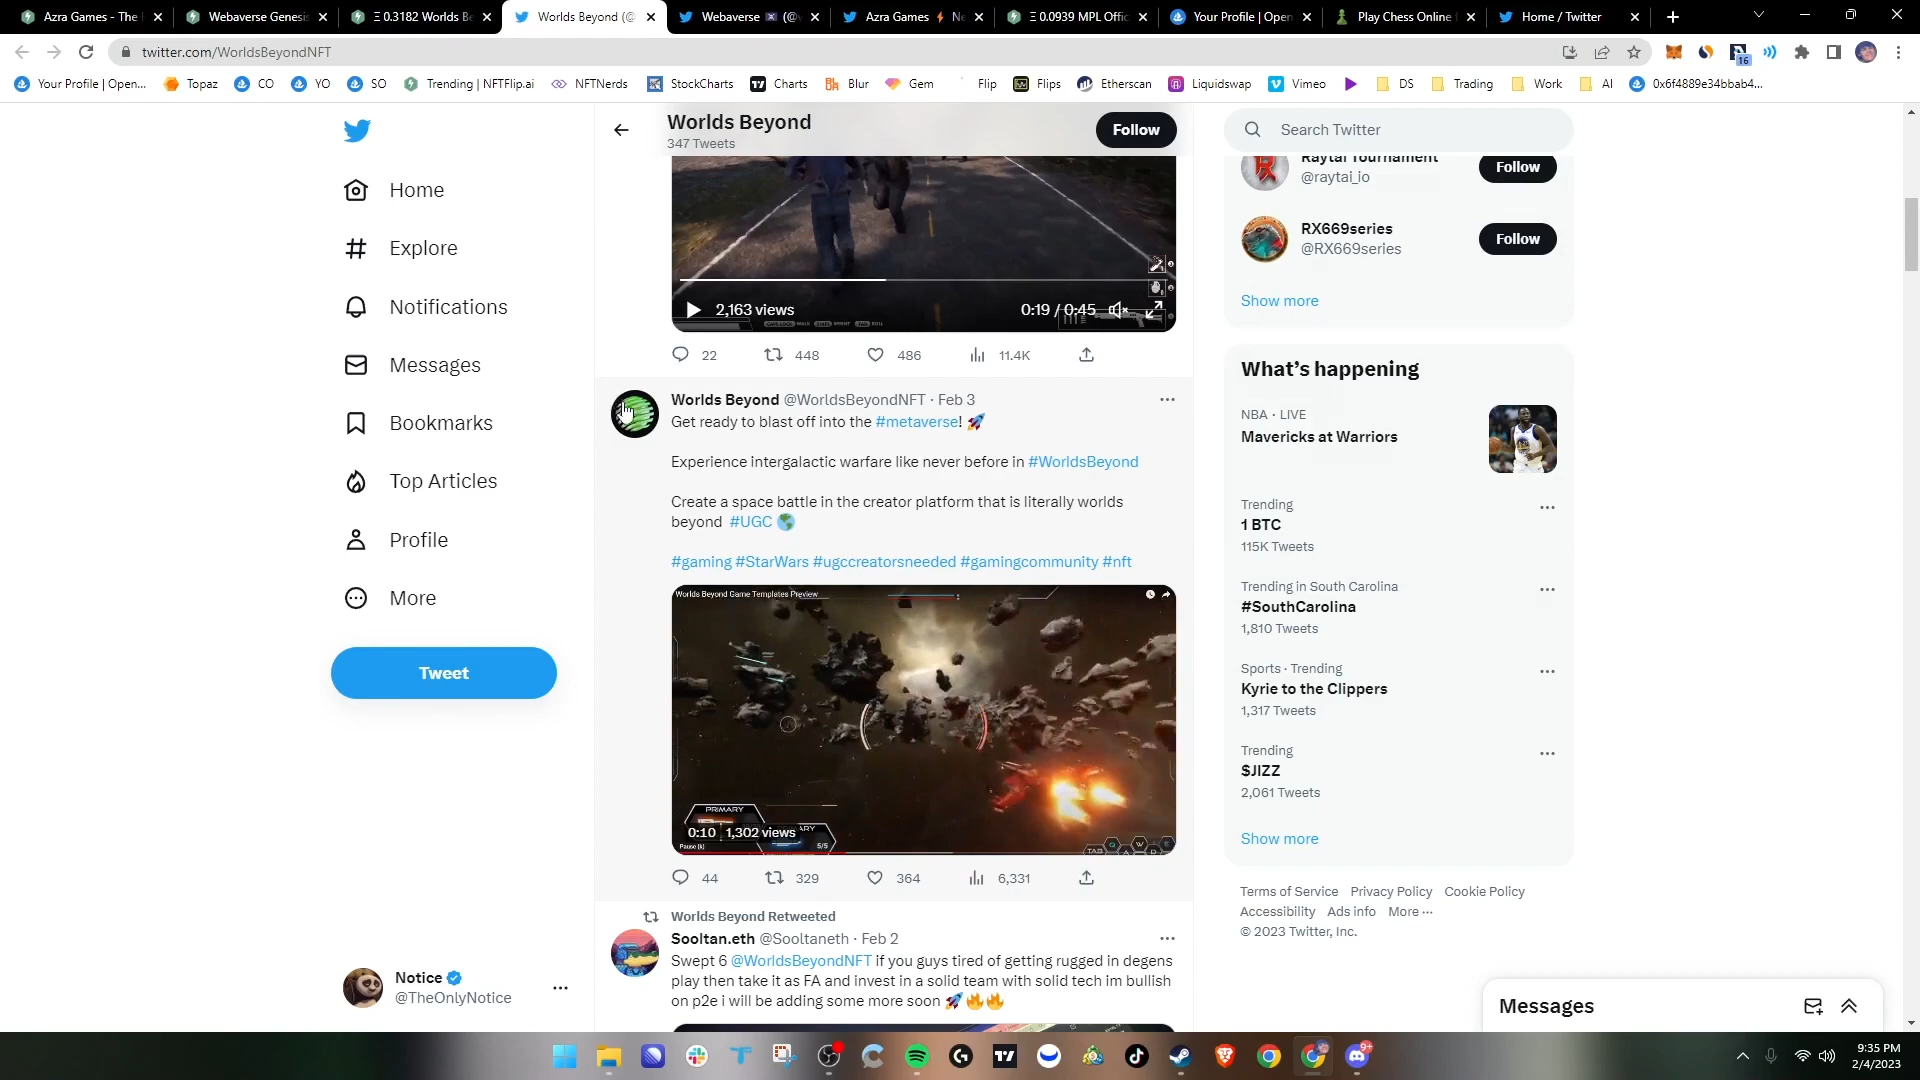 Azra Games - The
Webaverse Genesis
Ξ 0.3182 Worlds Be
Worlds Beyond (@
Webaverse
Azra Games
Ξ 0.0939 MPL Offic
Your Profile | Open
Play Chess Online
Home / Twitter
twitter.com/WorldsBeyondNFT
16
Your Profile | Open...
Topaz
CO
YO
SO
Trending | NFTFlip.ai
NFTNerds
StockCharts
Charts
Blur
Gem
Flip
Flips
Etherscan
Liquidswap
Vimeo
DS
Trading
Work
AI
0x6f4889e34bbab4...
Home
Explore
Notifications
Messages
Bookmarks
Top Articles
Profile
More
Tweet
Notice
@TheOnlyNotice
Worlds Beyond
347 Tweets
Follow
2,163 views
0:19 / 0:45
22
448
486
11.4K
Worlds Beyond @WorldsBeyondNFT · Feb 3
Get ready to blast off into the #metaverse! 🚀
Experience intergalactic warfare like never before in #WorldsBeyond
Create a space battle in the creator platform that is literally worlds
beyond #UGC 🌎
#gaming #StarWars #ugccreatorsneeded #gamingcommunity #nft
Worlds Beyond Game Templates Preview
PRIMARY
0:10
1,302 views
5/5
Pause (k)
TAB
44
329
364
6,331
Worlds Beyond Retweeted
Sooltan.eth @Sooltaneth · Feb 2
Swept 6 @WorldsBeyondNFT if you guys tired of getting rugged in degens
play then take it as FA and invest in a solid team with solid tech im bullish
on p2e i will be adding some more soon 🚀🔥🔥
Search Twitter
Raytai Tournament
@raytai_io
Follow
RX669series
@RX669series
Follow
Show more
What's happening
NBA · LIVE
Mavericks at Warriors
Trending
1 BTC
115K Tweets
Trending in South Carolina
#SouthCarolina
1,810 Tweets
Sports · Trending
Kyrie to the Clippers
1,317 Tweets
Trending
$JIZZ
2,061 Tweets
Show more
Terms of Service Privacy Policy Cookie Policy
Accessibility Ads info More ···
© 2023 Twitter, Inc.
Messages
9+
9:35 PM
2/4/2023